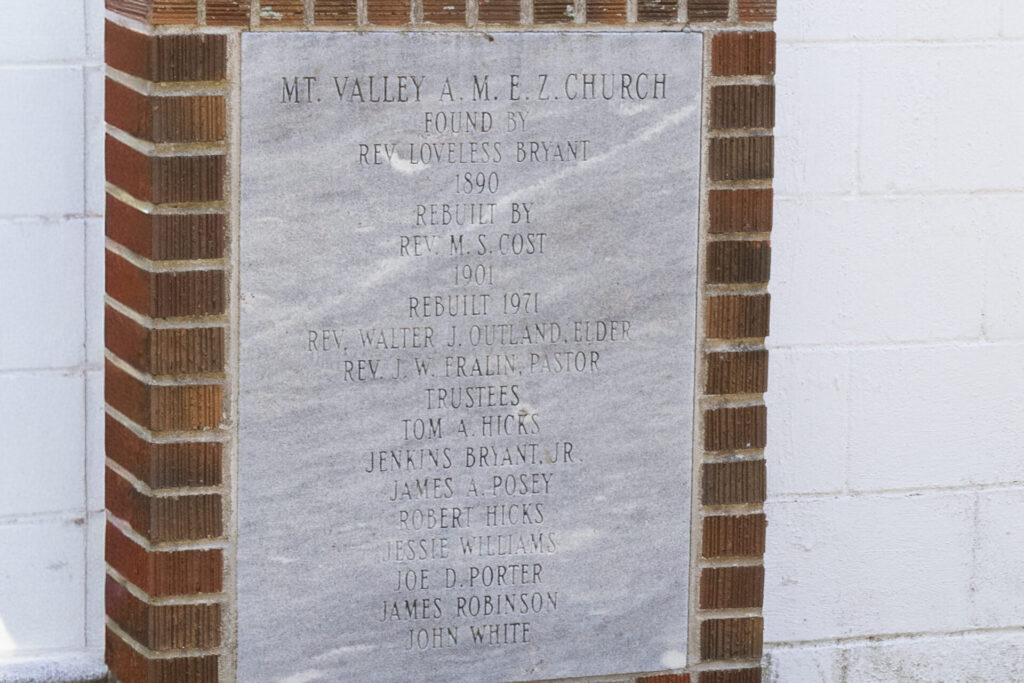 MT. VALLEY A. M. E. Z. CHURCH
FOUND BY
REV. LOVELESS BRYANT
1890
REBUILT BY
REV. M. S. COST
1901
REBUILT 1971
REV. WALTER J. OUTLAND, ELDER
REV. J. W. FRALIN, PASTOR
TRUSTEES
TOM A. HICKS
JENKINS BRYANT, JR.
JAMES A. POSEY
ROBERT HICKS
JESSIE WILLIAMS
JOE D. PORTER
JAMES ROBINSON
JOHN WHITE